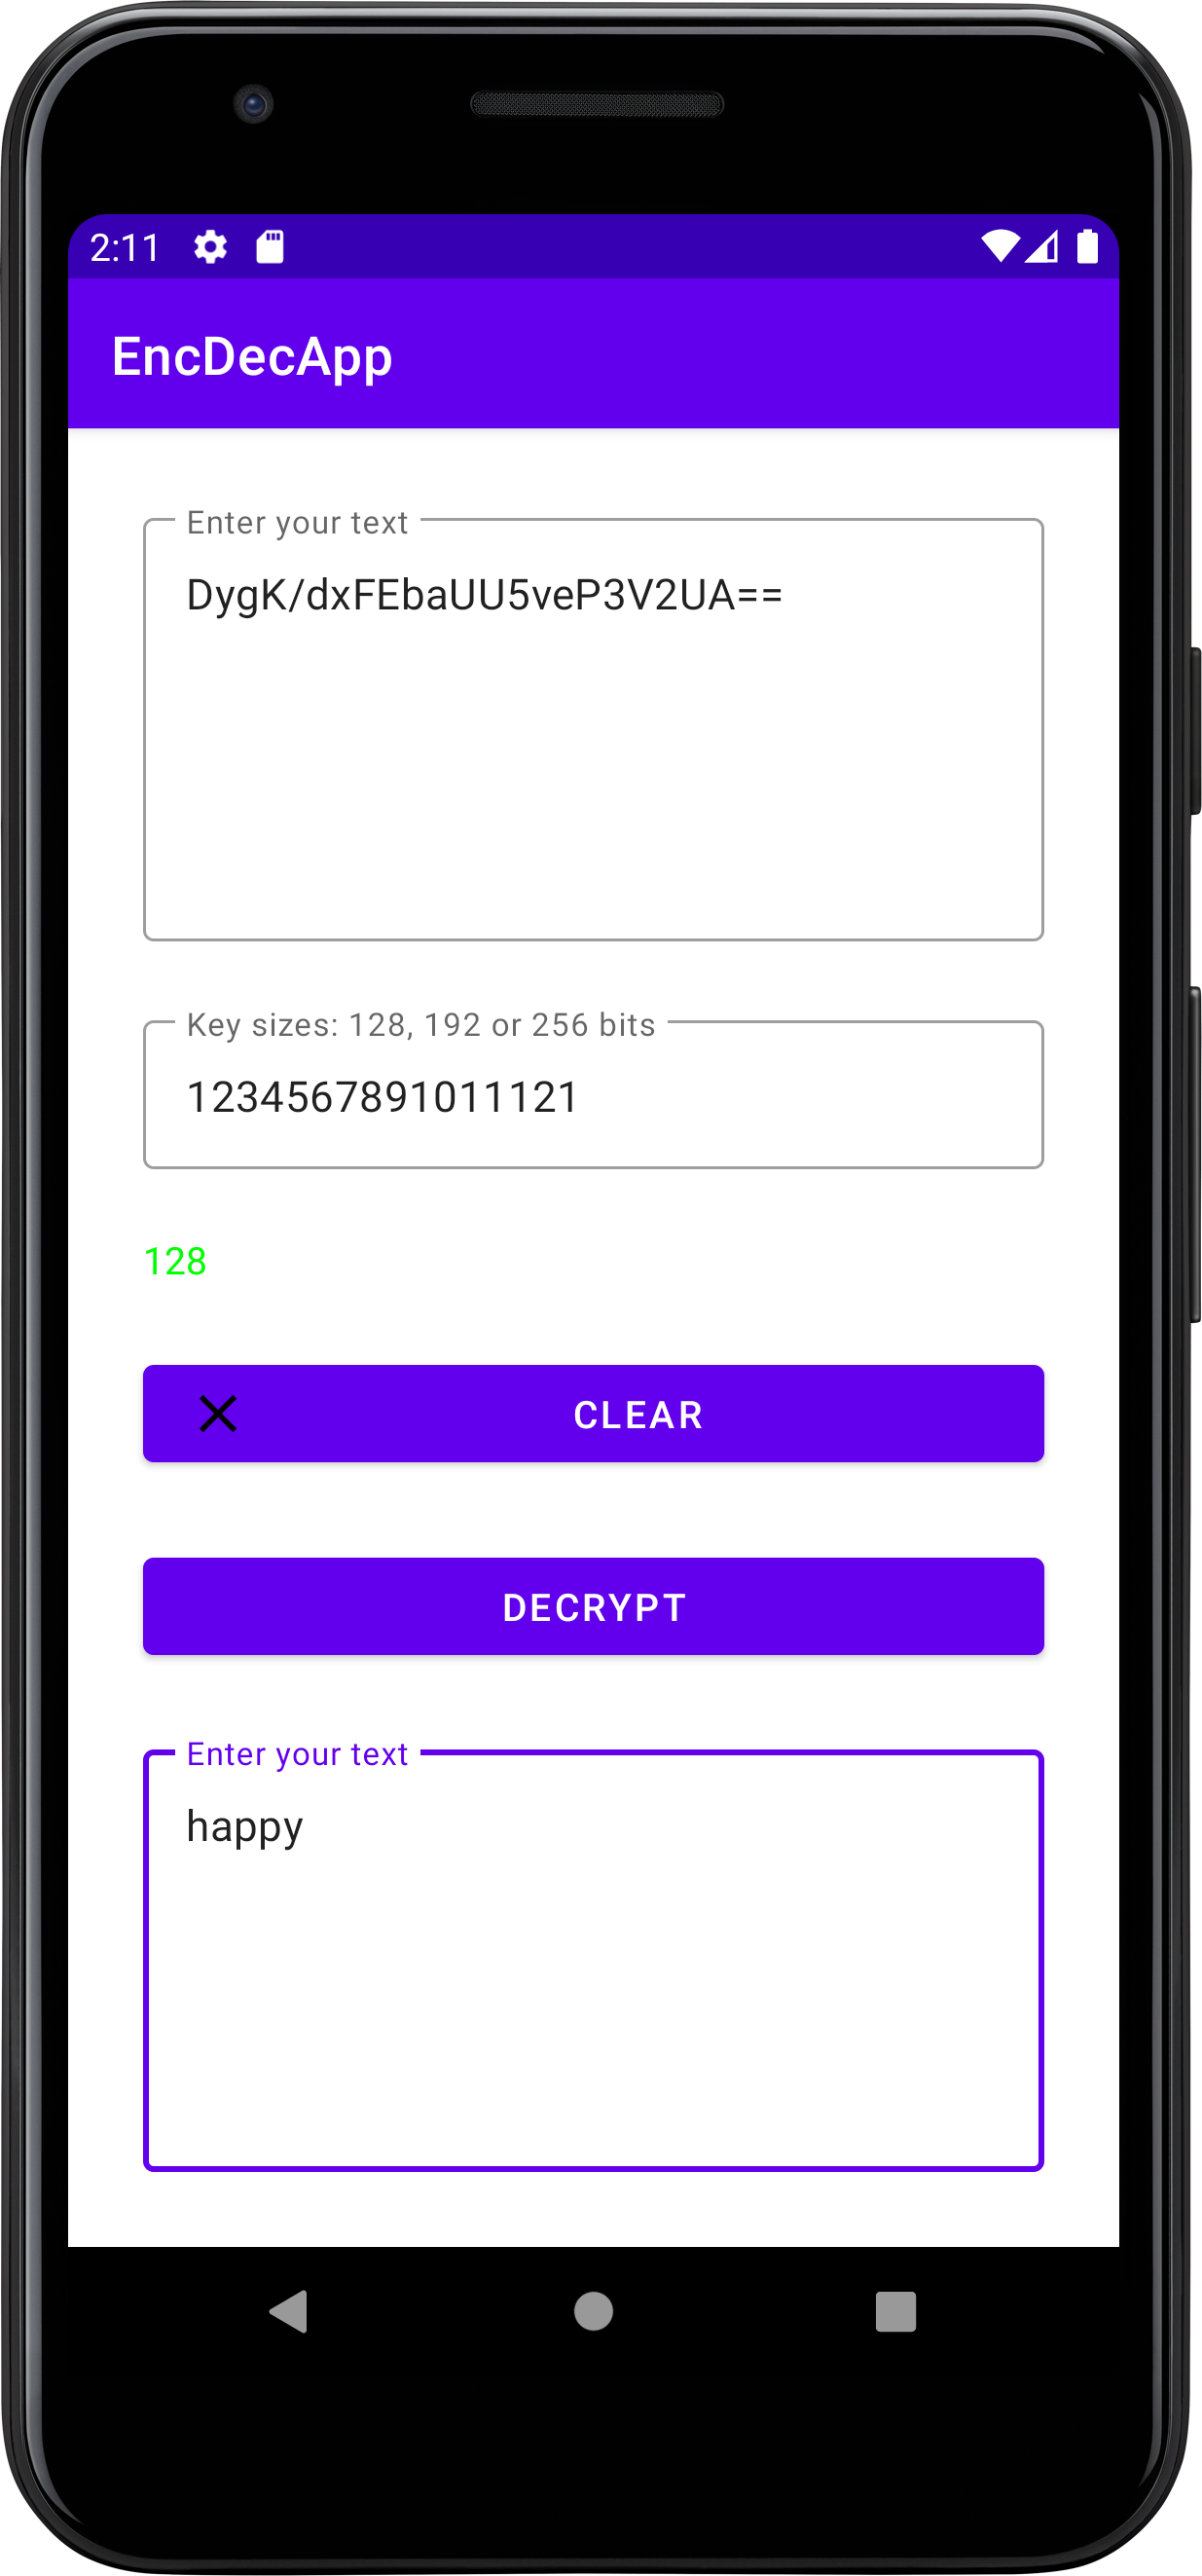 2:11
EncDecApp
Enter your text
DygK/dxFEbaUU5veP3V2UA==
Key sizes: 128, 192 or 256 bits
1234567891011121
128
CLEAR
DECRYPT
Enter your text
happy